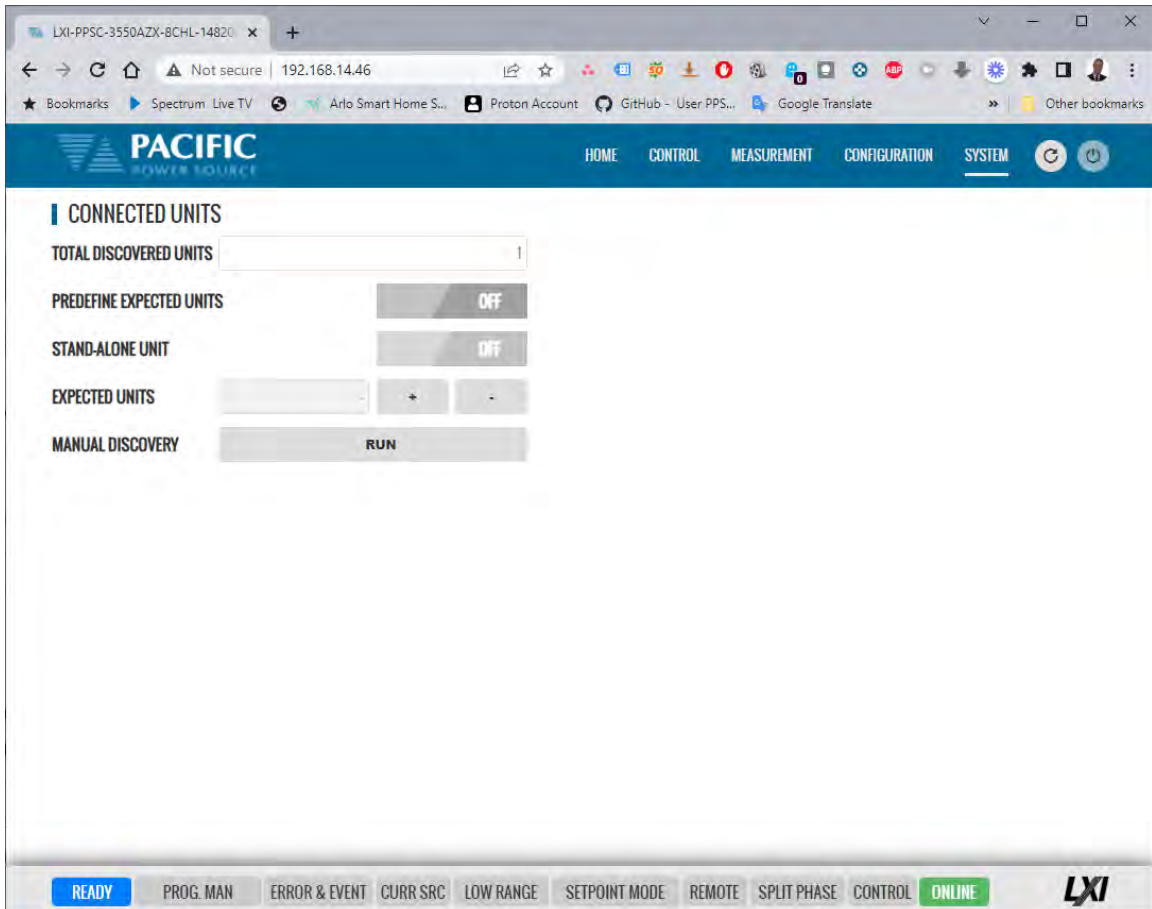 LXI-PPSC-3550AZX-8CHL-14820
Not secure | 192.168.14.46
Bookmarks Spectrum Live TV Arlo Smart Home S... Proton Account GitHub - User PPS... Google Translate » Other bookmarks
PACIFIC
POWER SOURCE
HOME CONTROL MEASUREMENT CONFIGURATION SYSTEM
CONNECTED UNITS
TOTAL DISCOVERED UNITS 1
PREDEFINE EXPECTED UNITS OFF
STAND-ALONE UNIT OFF
EXPECTED UNITS - + -
MANUAL DISCOVERY RUN
READY PROG. MAN ERROR & EVENT CURR SRC LOW RANGE SETPOINT MODE REMOTE SPLIT PHASE CONTROL ONLINE LXI